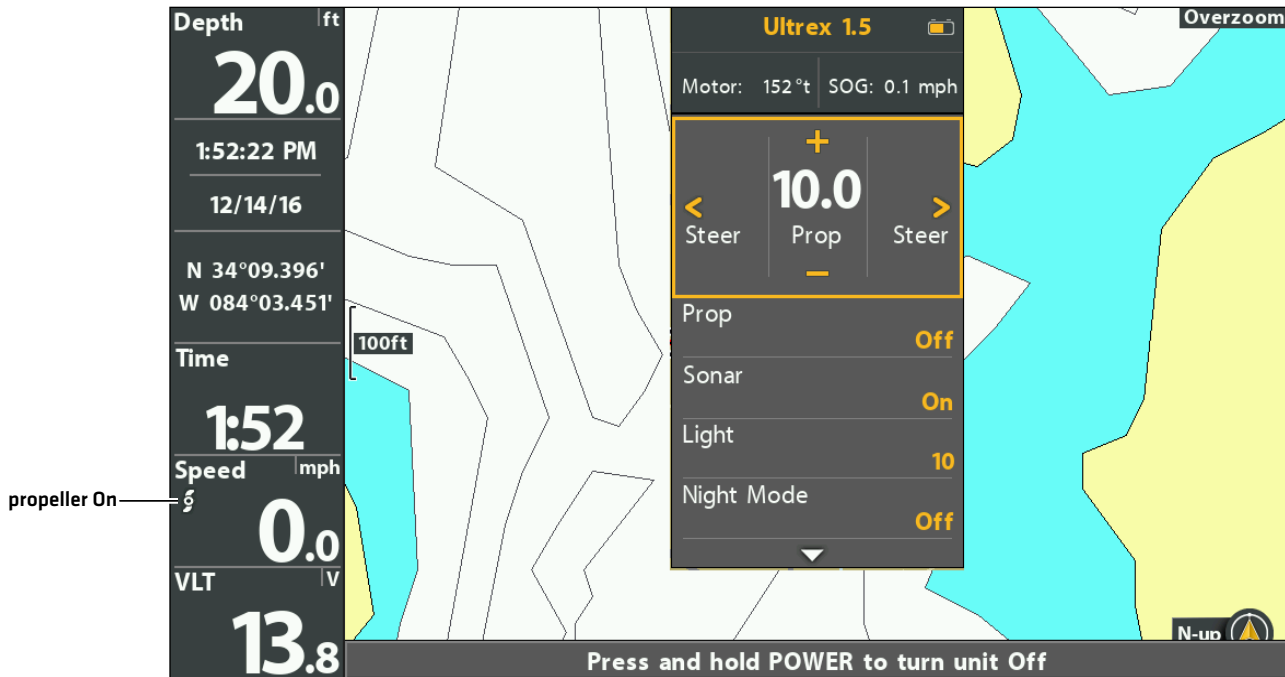 Depth ft
20.0
1:52:22 PM
12/14/16
N 34°09.396'
W 084°03.451'
Time
1:52
Speed mph
0.0
VLT V
13.8
propeller On
100ft
Ultrex 1.5
Motor: 152°t SOG: 0.1 mph
+
10.0
< >
Steer Prop Steer
−
Prop
Off
Sonar
On
Light
10
Night Mode
Off
Overzoom
N-up
Press and hold POWER to turn unit Off